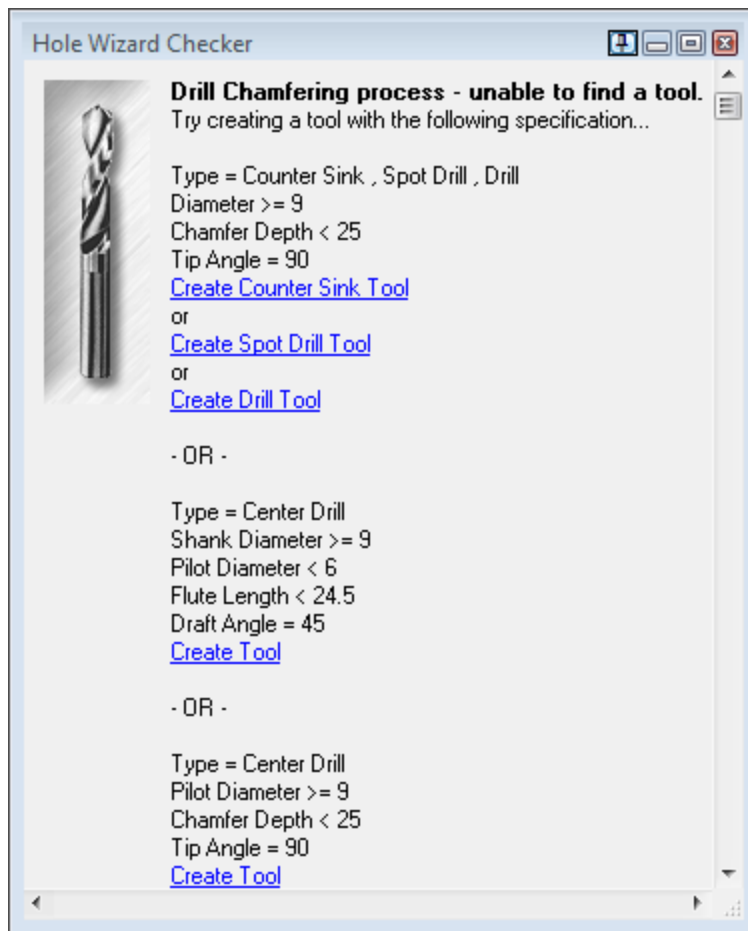 Hole Wizard Checker
Drill Chamfering process - unable to find a tool.
Try creating a tool with the following specification...
Type = Counter Sink , Spot Drill , Drill
Diameter >= 9
Chamfer Depth < 25
Tip Angle = 90
Create Counter Sink Tool
or
Create Spot Drill Tool
or
Create Drill Tool
- OR -
Type = Center Drill
Shank Diameter >= 9
Pilot Diameter < 6
Flute Length < 24.5
Draft Angle = 45
Create Tool
- OR -
Type = Center Drill
Pilot Diameter >= 9
Chamfer Depth < 25
Tip Angle = 90
Create Tool